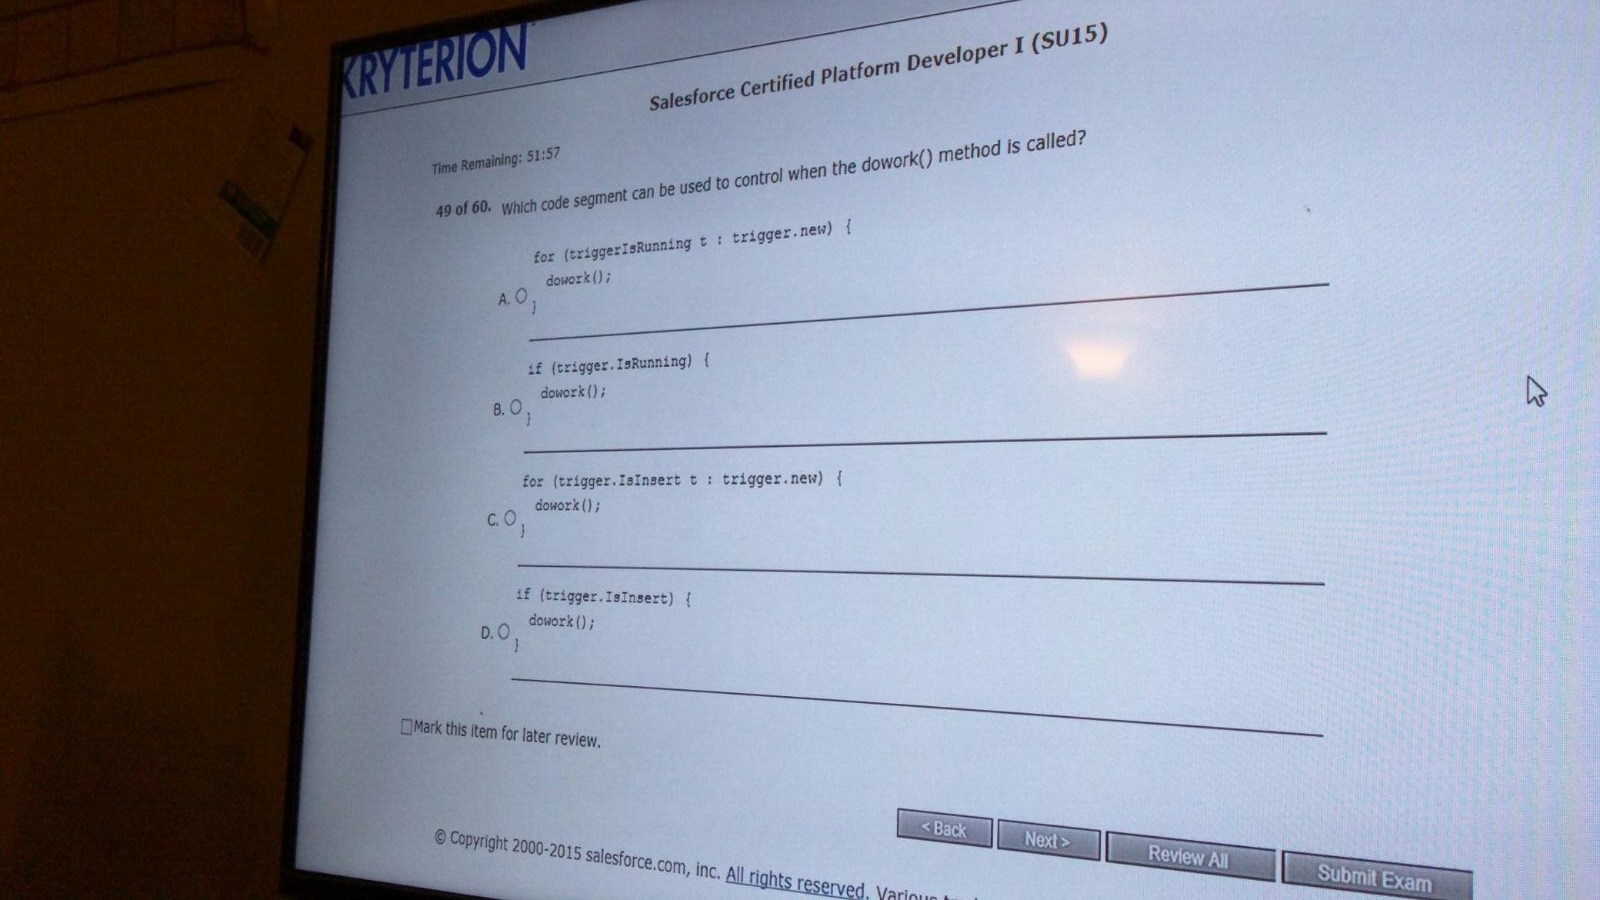 KRYTERION
Salesforce Certified Platform Developer I (SU15)
Time Remaining: 51:57
49 of 60. Which code segment can be used to control when the dowork() method is called?
for (triggerIsRunning t : trigger.new) {
dowork();
A. }
if (trigger.IsRunning) {
dowork();
B. }
for (trigger.IsInsert t : trigger.new) {
dowork();
C. }
if (trigger.IsInsert) {
dowork();
D. }
Mark this item for later review.
< Back Next > Review All Submit Exam
© Copyright 2000-2015 salesforce.com, inc. All rights reserved. Various